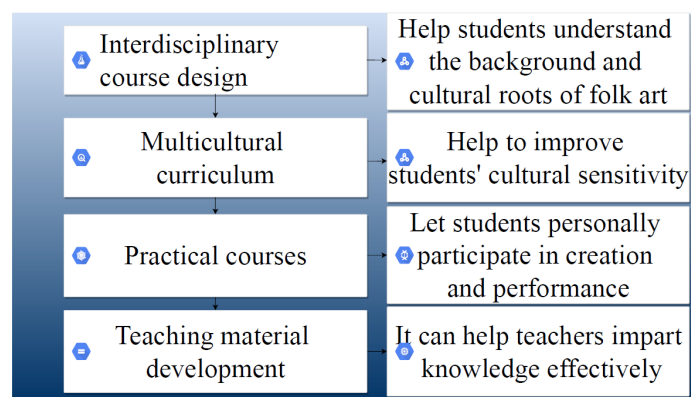 Interdisciplinary
course design
Help students understand
the background and
cultural roots of folk art
Multicultural
curriculum
Help to improve
students' cultural sensitivity
Practical courses
Let students personally
participate in creation
and performance
Teaching material
development
It can help teachers impart
knowledge effectively